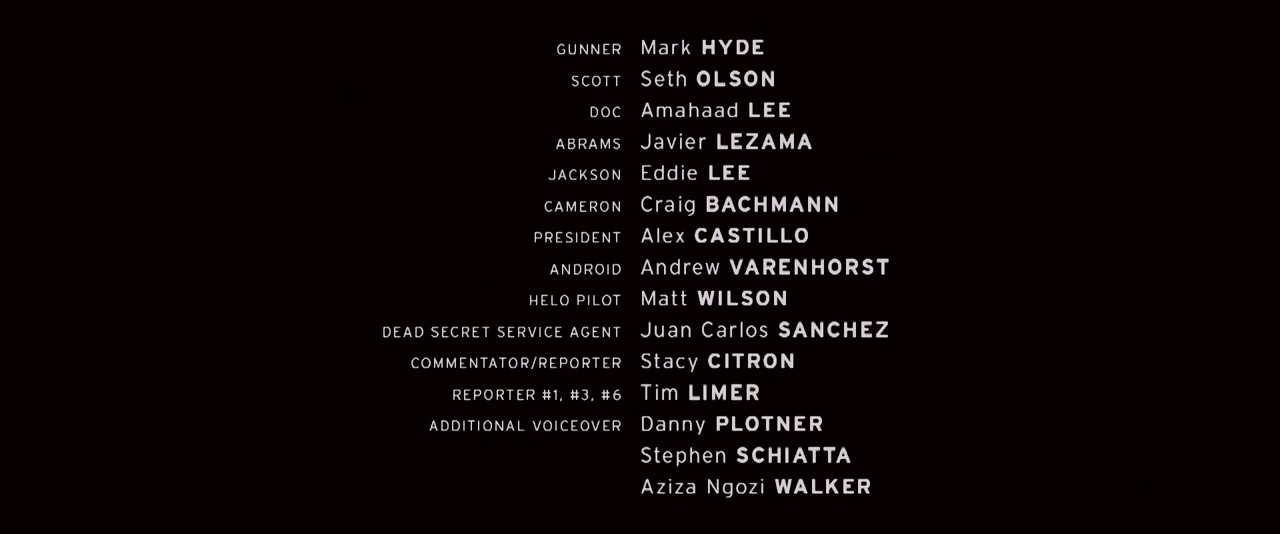 GUNNER Mark HYDE
SCOTT Seth OLSON
DOC Amahaad LEE
ABRAMS Javier LEZAMA
JACKSON Eddie LEE
CAMERON Craig BACHMANN
PRESIDENT Alex CASTILLO
ANDROID Andrew VARENHORST
HELO PILOT Matt WILSON
DEAD SECRET SERVICE AGENT Juan Carlos SANCHEZ
COMMENTATOR/REPORTER Stacy CITRON
REPORTER #1, #3, #6 Tim LIMER
ADDITIONAL VOICEOVER Danny PLOTNER
Stephen SCHIATTA
Aziza Ngozi WALKER